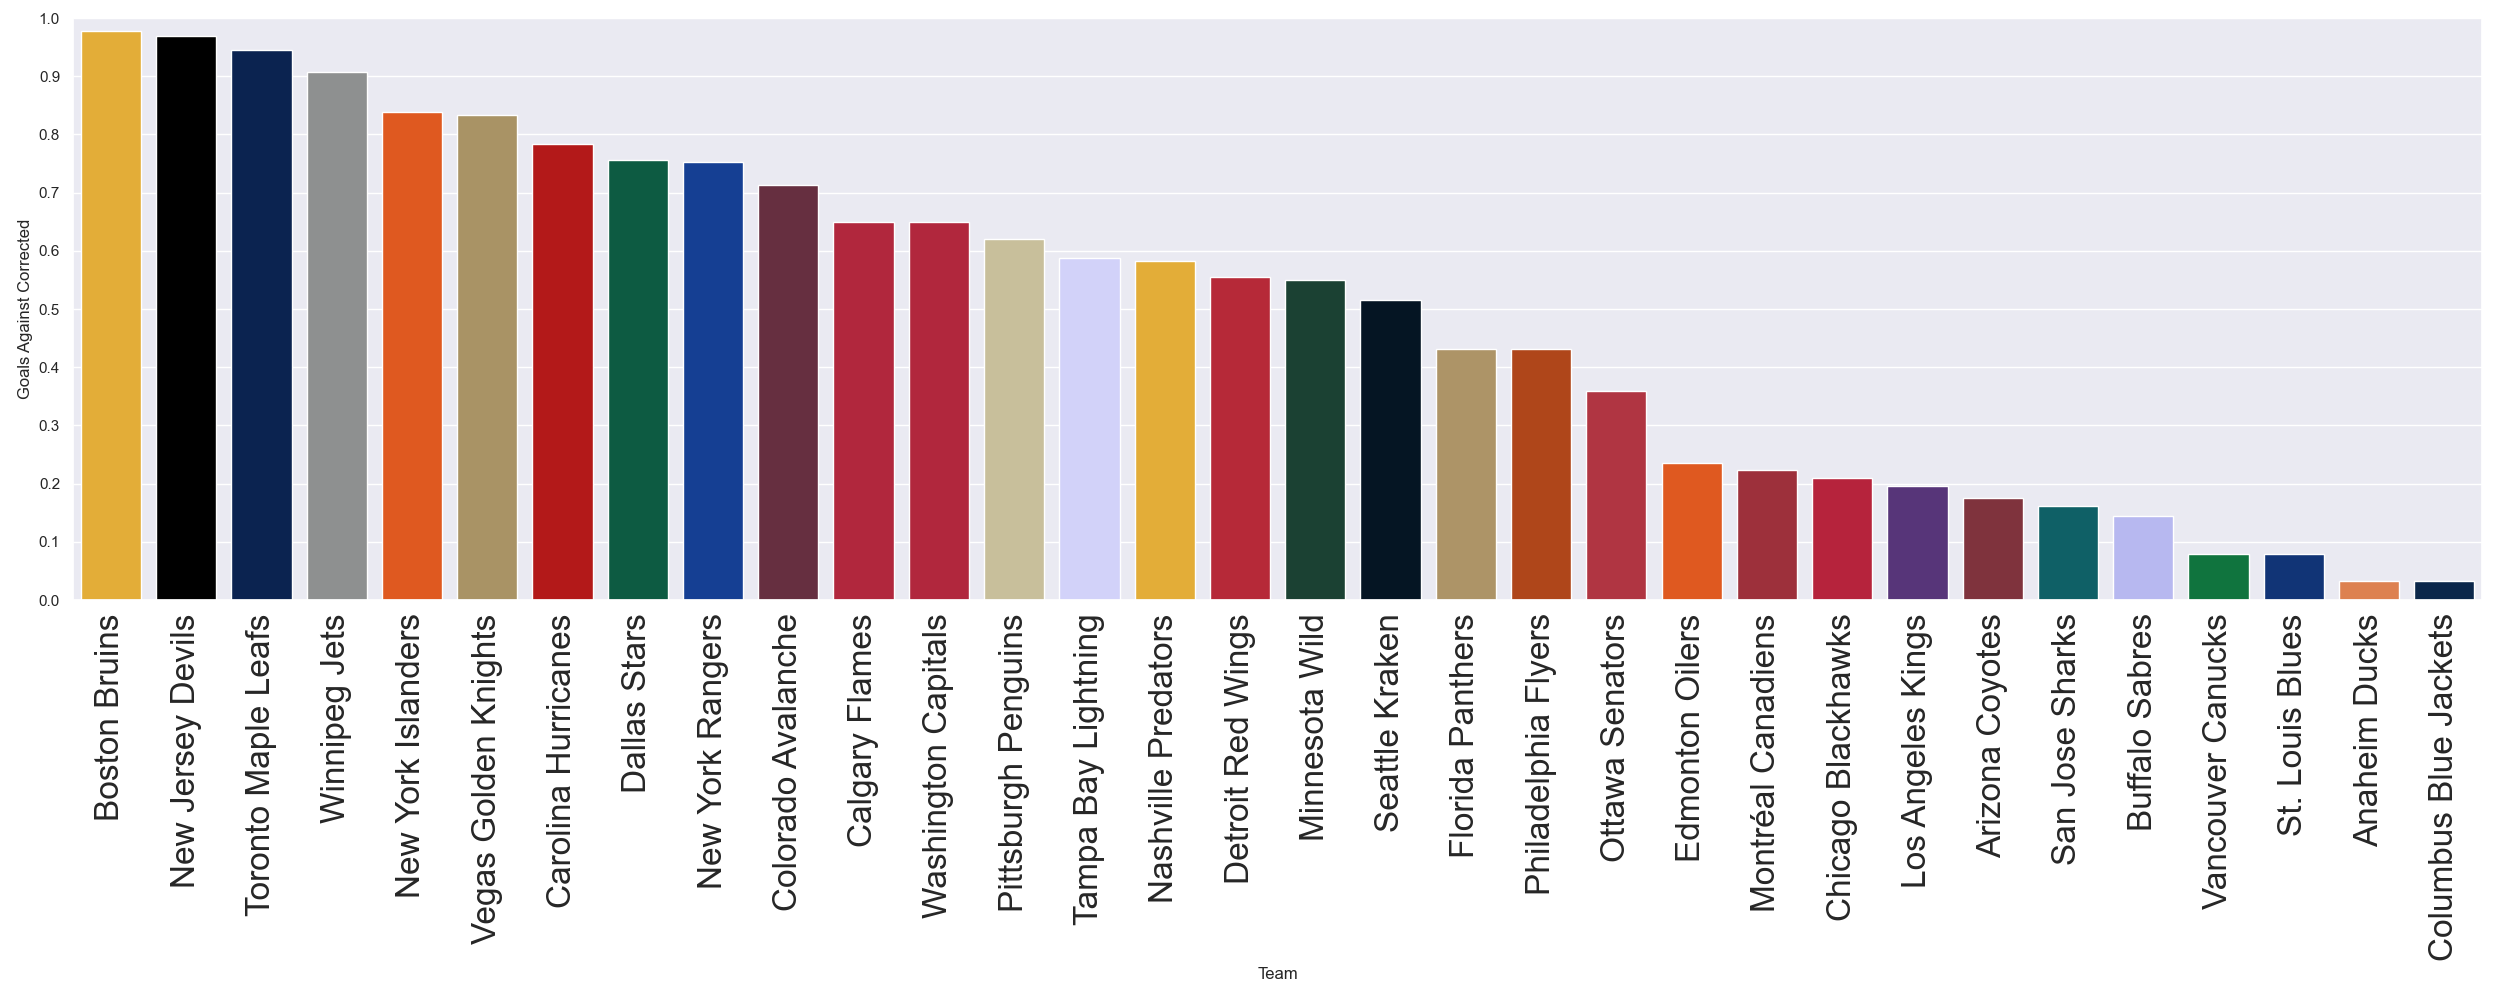 1.0
0.9
0.8
0.7
0.6
0.5
0.4
0.3
0.2
0.1
0.0
Goals Against Corrected
Boston Bruins
New Jersey Devils
Toronto Maple Leafs
Winnipeg Jets
New York Islanders
Vegas Golden Knights
Carolina Hurricanes
Dallas Stars
New York Rangers
Colorado Avalanche
Calgary Flames
Washington Capitals
Pittsburgh Penguins
Tampa Bay Lightning
Nashville Predators
Detroit Red Wings
Minnesota Wild
Seattle Kraken
Florida Panthers
Philadelphia Flyers
Ottawa Senators
Edmonton Oilers
Montréal Canadiens
Chicago Blackhawks
Los Angeles Kings
Arizona Coyotes
San Jose Sharks
Buffalo Sabres
Vancouver Canucks
St. Louis Blues
Anaheim Ducks
Columbus Blue Jackets
Team